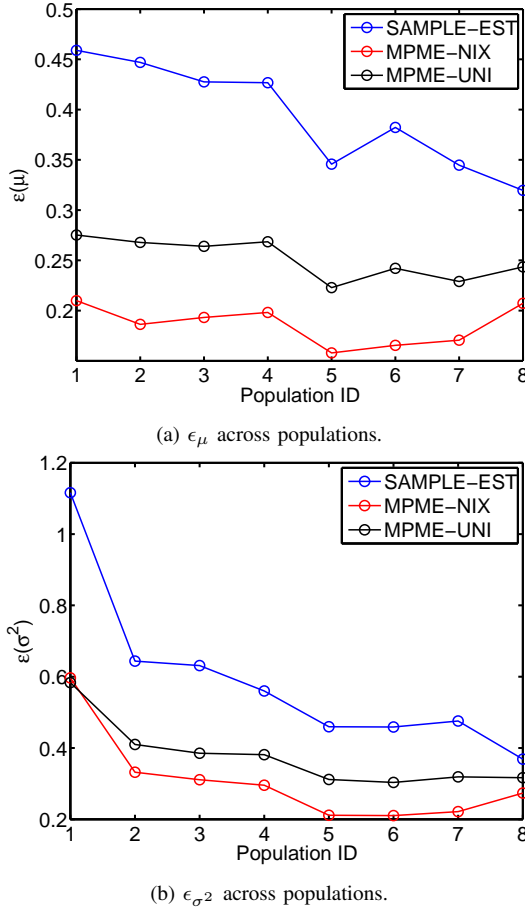 0.5
SAMPLE-EST
MPME-NIX
MPME-UNI
0.45
0.4
0.35
0.3
0.25
0.2
ε(μ)
1 2 3 4 5 6 7 8
Population ID
(a) ϵμ across populations.
1.2
SAMPLE-EST
MPME-NIX
MPME-UNI
1
0.8
0.6
0.4
0.2
ε(σ²)
1 2 3 4 5 6 7 8
Population ID
(b) ϵσ² across populations.